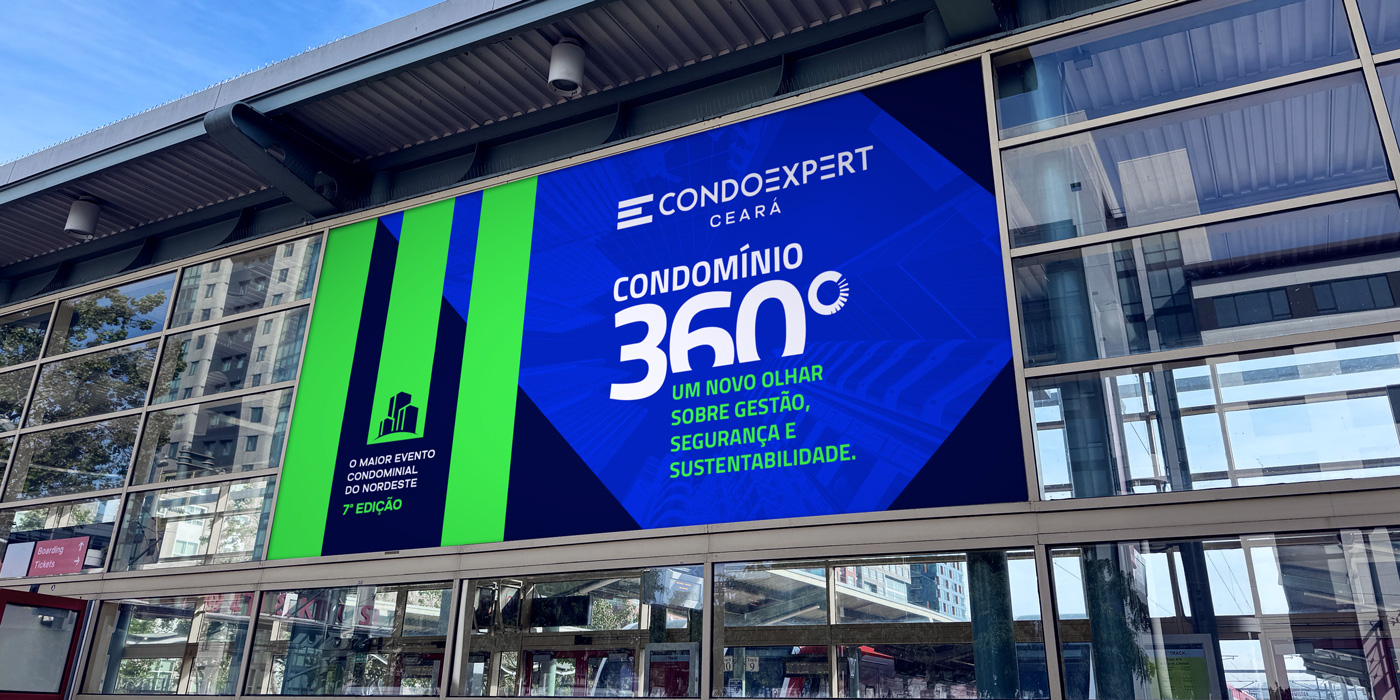 CONDOEXPERT
CEARÁ
CONDOMÍNIO
360°
UM NOVO OLHAR
SOBRE GESTÃO,
SEGURANÇA E
SUSTENTABILIDADE.
O MAIOR EVENTO
CONDOMINIAL
DO NORDESTE
7ª EDIÇÃO
Boarding
Tickets
TRACK